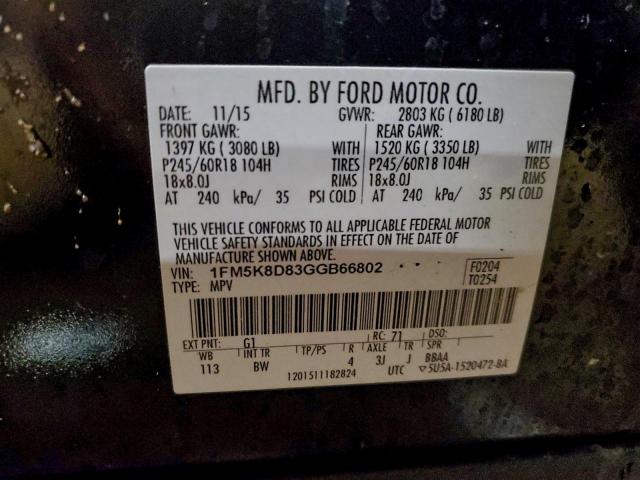 MFD. BY FORD MOTOR CO.
DATE: 11/15 GVWR: 2803 KG ( 6180 LB)
FRONT GAWR: REAR GAWR:
1397 KG ( 3080 LB) WITH 1520 KG ( 3350 LB) WITH
P245/60R18 104H TIRES P245/60R18 104H TIRES
18x8.0J RIMS 18x8.0J RIMS
AT 240 kPa/ 35 PSI COLD AT 240 kPa/ 35 PSI COLD
THIS VEHICLE CONFORMS TO ALL APPLICABLE FEDERAL MOTOR
VEHICLE SAFETY STANDARDS IN EFFECT ON THE DATE OF
MANUFACTURE SHOWN ABOVE.
VIN: 1FM5K8D83GGB66802 F0204
TYPE: MPV T0254
EXT PNT: G1 RC: 71 DSO:
WB INT TR TP/PS R AXLE TR SPR
113 BW 4 3J J BBAA
1201511182824 UTC ▽5U5A-1520472-BA